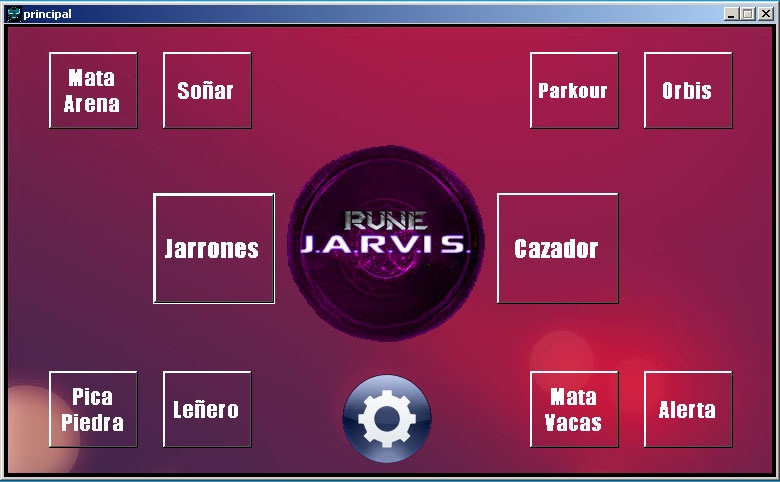 principal
Mata
Arena
Soñar
Parkour
Orbis
Jarrones
RUNE
J.A.R.V.I.S.
Cazador
Pica
Piedra
Leñero
Mata
Vacas
Alerta